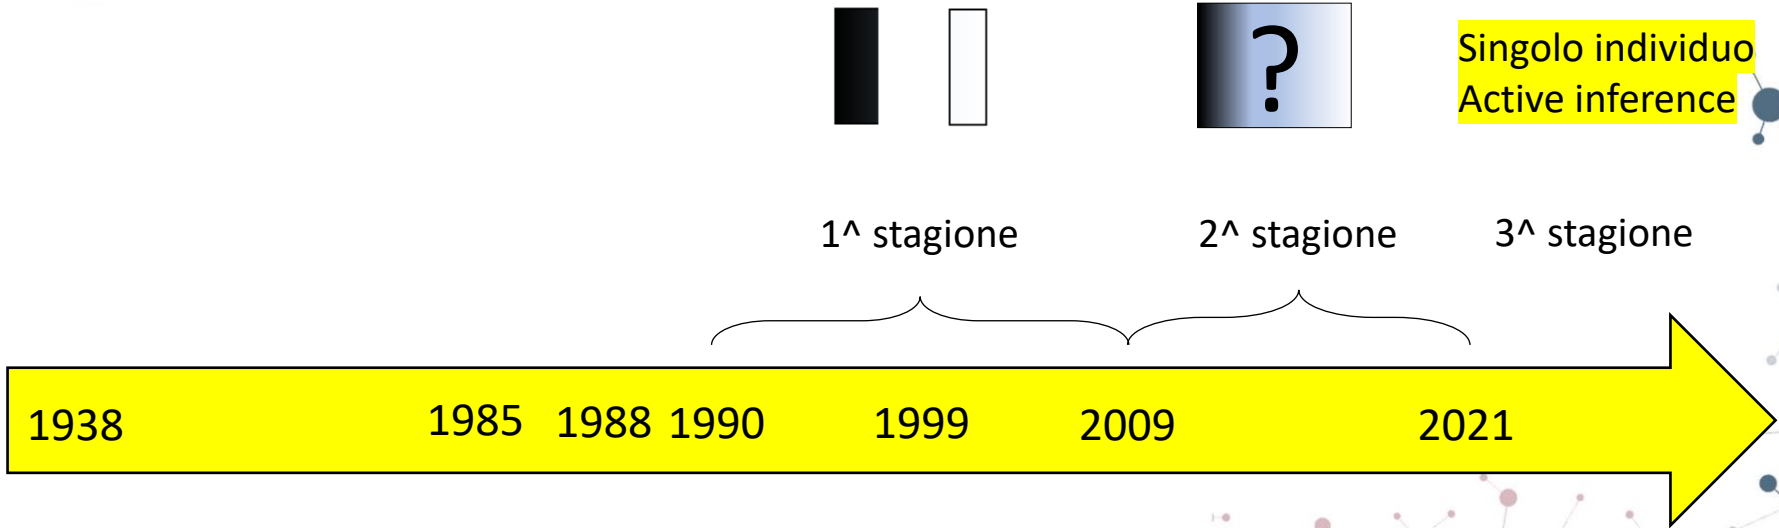 ?
Singolo individuo
Active inference
1^ stagione
2^ stagione
3^ stagione
1938
1985
1988
1990
1999
2009
2021